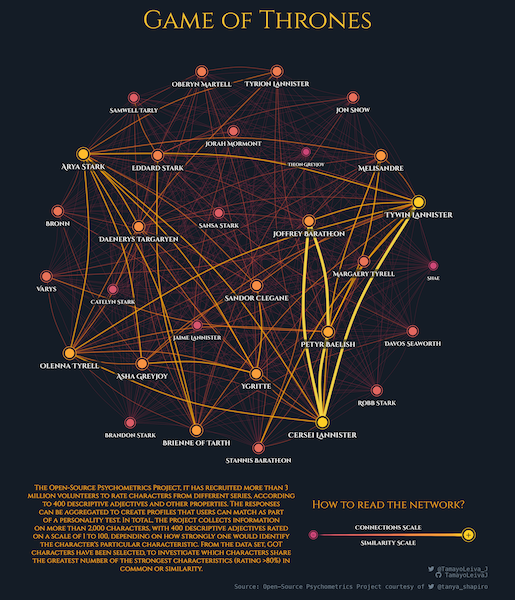 Game of Thrones
Oberyn Martell
Tyrion Lannister
Samwell Tarly
Jon Snow
Jorah Mormont
Theon Greyjoy
Arya Stark
Eddard Stark
Melisandre
Tywin Lannister
Bronn
Sansa Stark
Joffrey Baratheon
Daenerys Targaryen
Margaery Tyrell
Shae
Varys
Catelyn Stark
Sandor Clegane
Jaime Lannister
Petyr Baelish
Davos Seaworth
Olenna Tyrell
Asha Greyjoy
Ygritte
Robb Stark
Brandon Stark
Brienne of Tarth
Cersei Lannister
Stannis Baratheon
The Open-Source Psychometrics Project, it has recruited more than 3
million volunteers to rate characters from different series, according
to 400 descriptive adjectives and other properties. The responses
can be aggregated to create profiles that users can match as part
of a personality test. In total, the project collects information
on more than 2,000 characters, with 400 descriptive adjectives rated
on a scale of 1 to 100, depending on how strongly one would identify
the character's particular characteristic. From the data set, GOT
characters have been selected, to investigate which characters share
the greatest number of the strongest characteristics (rating >80%) in
common or similarity.
How to read the network?
Connections Scale
Similarity Scale
@TamayoLeiva_J
TamayoLeivaJ
Source: Open-Source Psychometrics Project courtesy of @tanya_shapiro